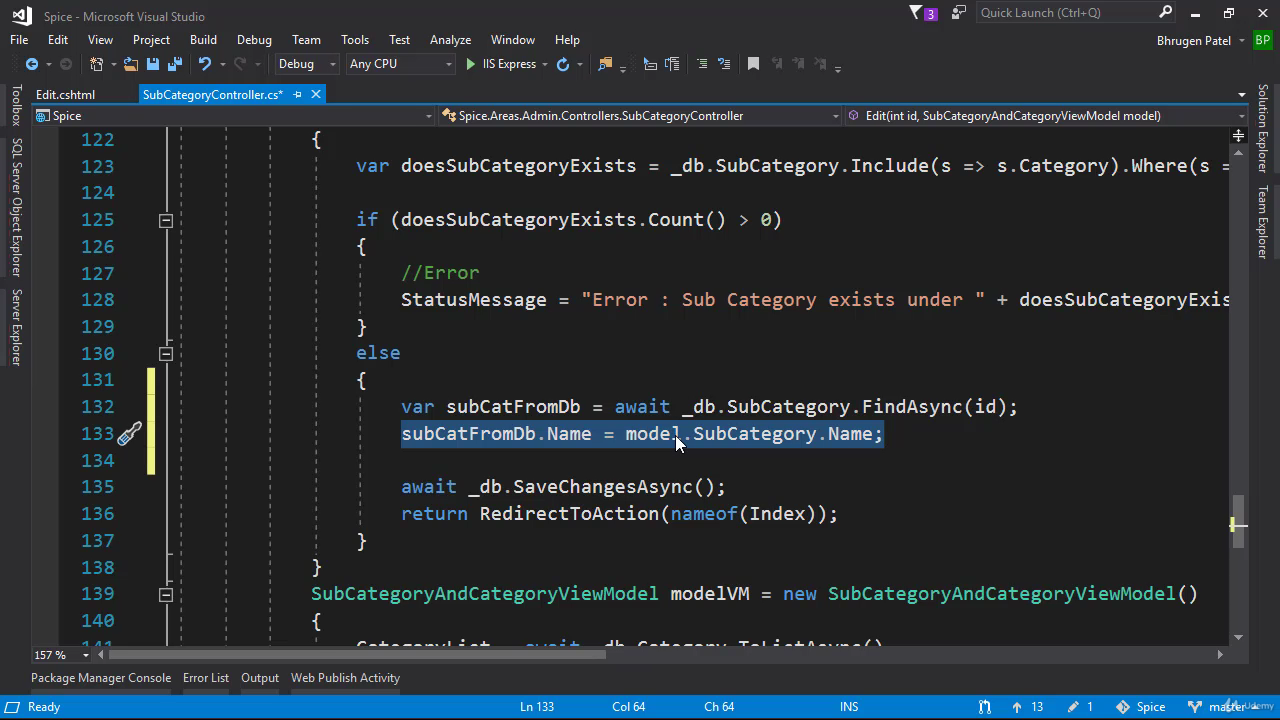 Spice - Microsoft Visual Studio
3
Quick Launch (Ctrl+Q)
File Edit View Project Build Debug Team Tools Test Analyze Window Help
Bhrugen Patel BP
Debug Any CPU IIS Express
Edit.cshtml SubCategoryController.cs*
Spice Spice.Areas.Admin.Controllers.SubCategoryController Edit(int id, SubCategoryAndCategoryViewModel model)
Toolbox
SQL Server Object Explorer
Server Explorer
Solution Explorer
Team Explorer
122 {
123 var doesSubCategoryExists = _db.SubCategory.Include(s => s.Category).Where(s =
124
125 if (doesSubCategoryExists.Count() > 0)
126 {
127 //Error
128 StatusMessage = "Error : Sub Category exists under " + doesSubCategoryExis
129 }
130 else
131 {
132 var subCatFromDb = await _db.SubCategory.FindAsync(id);
133 subCatFromDb.Name = model.SubCategory.Name;
134
135 await _db.SaveChangesAsync();
136 return RedirectToAction(nameof(Index));
137 }
138 }
139 SubCategoryAndCategoryViewModel modelVM = new SubCategoryAndCategoryViewModel()
140 {
141 CategoryList = await _db.Category.ToListAsync()
157 %
Package Manager Console Error List Output Web Publish Activity
Ready Ln 133 Col 64 Ch 64 INS 13 1 Spice master
Udemy